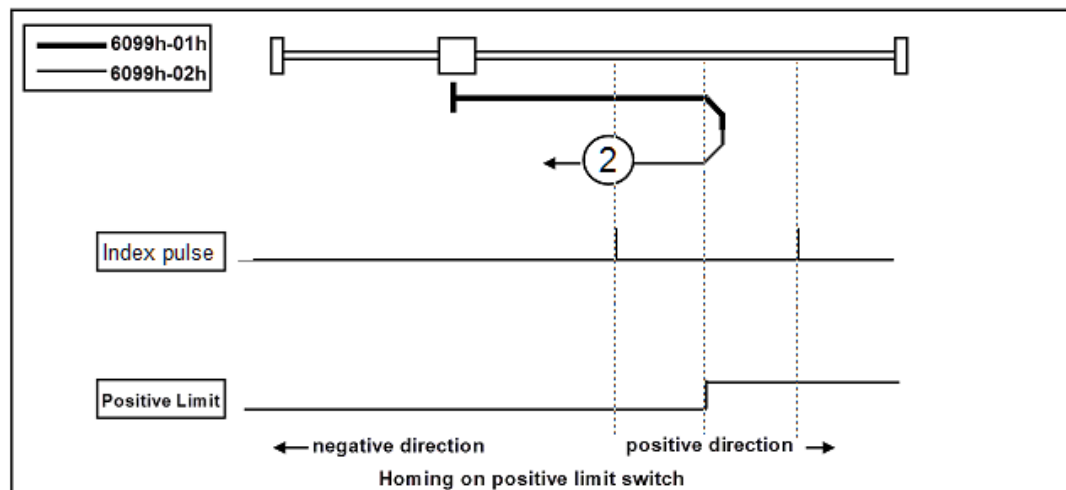 6099h-01h
6099h-02h
2
Index pulse
Positive Limit
negative direction
positive direction
Homing on positive limit switch